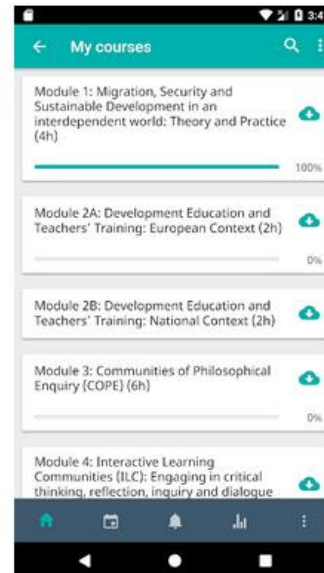 3:4
My courses
Module 1: Migration, Security and
Sustainable Development in an
interdependent world: Theory and Practice
(4h)
100%
Module 2A: Development Education and
Teachers' Training: European Context (2h)
0%
Module 2B: Development Education and
Teachers' Training: National Context (2h)
Module 3: Communities of Philosophical
Enquiry (COPE) (6h)
0%
Module 4: Interactive Learning
Communities (ILC): Engaging in critical
thinking, reflection, inquiry and dialogue